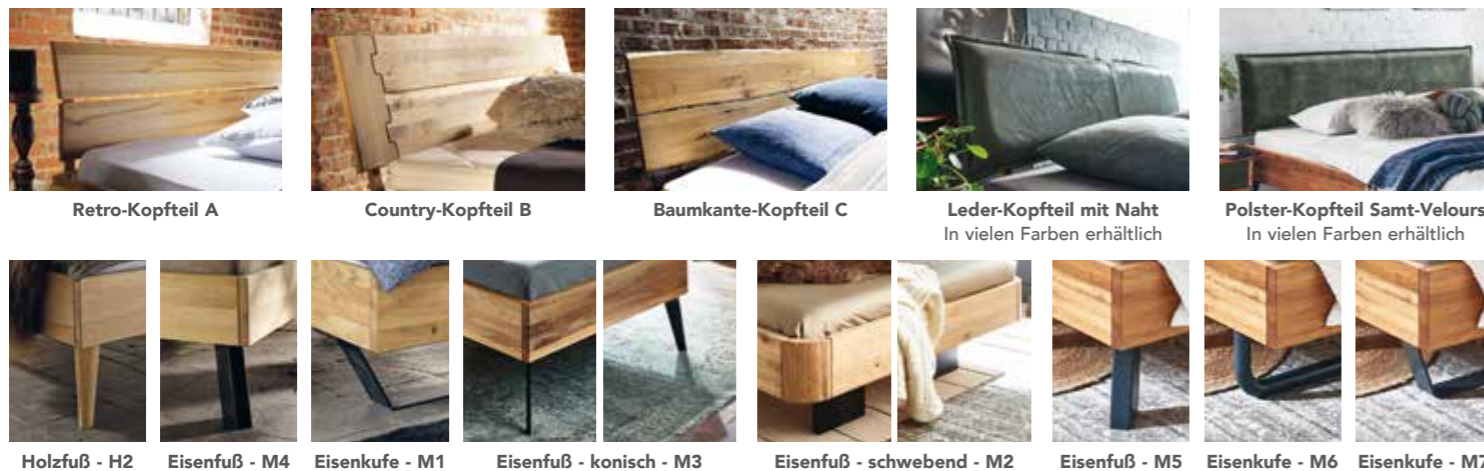 Retro-Kopfteil A
Country-Kopfteil B
Baumkante-Kopfteil C
Leder-Kopfteil mit Naht
In vielen Farben erhältlich
Polster-Kopfteil Samt-Velours
In vielen Farben erhältlich
Holzfuß - H2
Eisenfuß - M4
Eisenkufe - M1
Eisenfuß - konisch - M3
Eisenfuß - schwebend - M2
Eisenfuß - M5
Eisenkufe - M6
Eisenkufe - M7